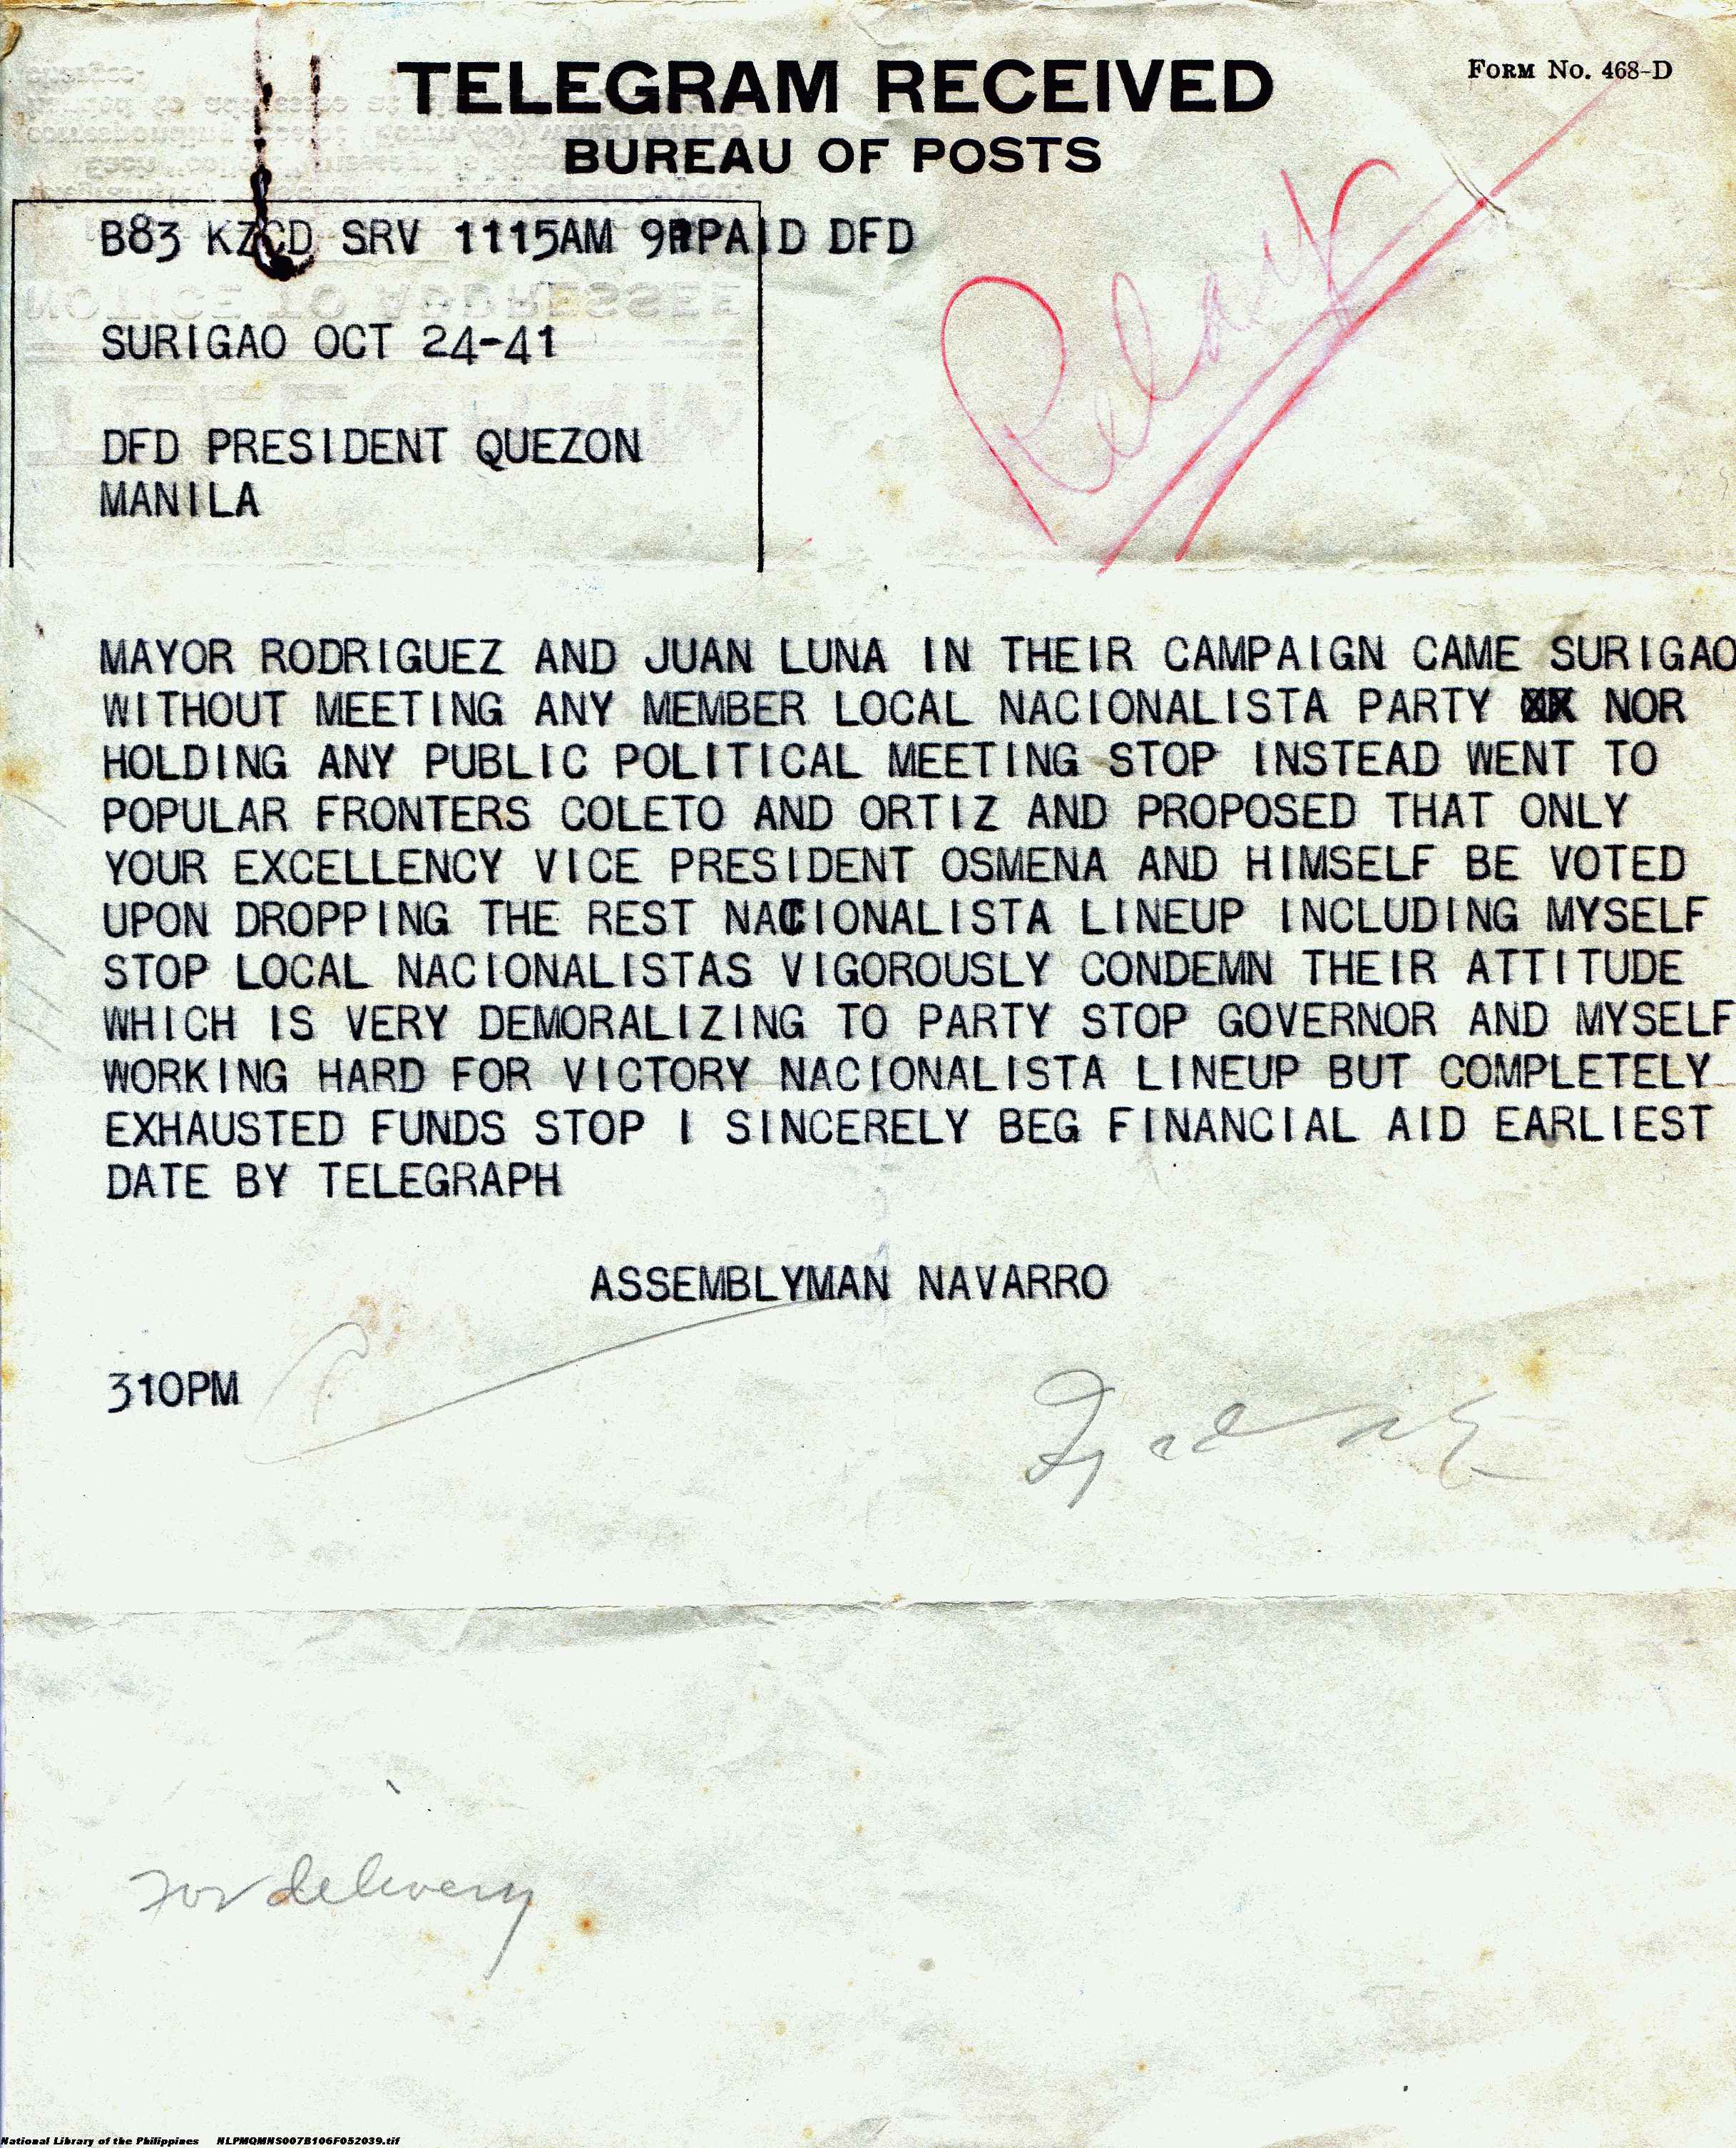 FORM NO. 468-D
TELEGRAM RECEIVED
BUREAU OF POSTS
B83 KZCD SRV 1115AM PAID DFD
Relay
NOTICE TO ADDRESSEE
SURIGAO OCT 24-41
DFD PRESIDENT QUEZON
MANILA
MAYOR RODRIGUEZ AND JUAN LUNA IN THEIR CAMPAIGN CAME SURIGAO
WITHOUT MEETING ANY MEMBER LOCAL NACIONALISTA PARTY XX NOR
HOLDING ANY PUBLIC POLITICAL MEETING STOP INSTEAD WENT TO
POPULAR FRONTERS COLETO AND ORTIZ AND PROPOSED THAT ONLY
YOUR EXCELLENCY VICE PRESIDENT OSMENA AND HIMSELF BE VOTED
UPON DROPPING THE REST NACIONALISTA LINEUP INCLUDING MYSELF
STOP LOCAL NACIONALISTAS VIGOROUSLY CONDEMN THEIR ATTITUDE
WHICH IS VERY DEMORALIZING TO PARTY STOP GOVERNOR AND MYSELF
WORKING HARD FOR VICTORY NACIONALISTA LINEUP BUT COMPLETELY
EXHAUSTED FUNDS STOP I SINCERELY BEG FINANCIAL AID EARLIEST
DATE BY TELEGRAPH
ASSEMBLYMAN NAVARRO
310PM
For delivery
National Library of the Philippines NLPMQMNS007B106F052039.tif